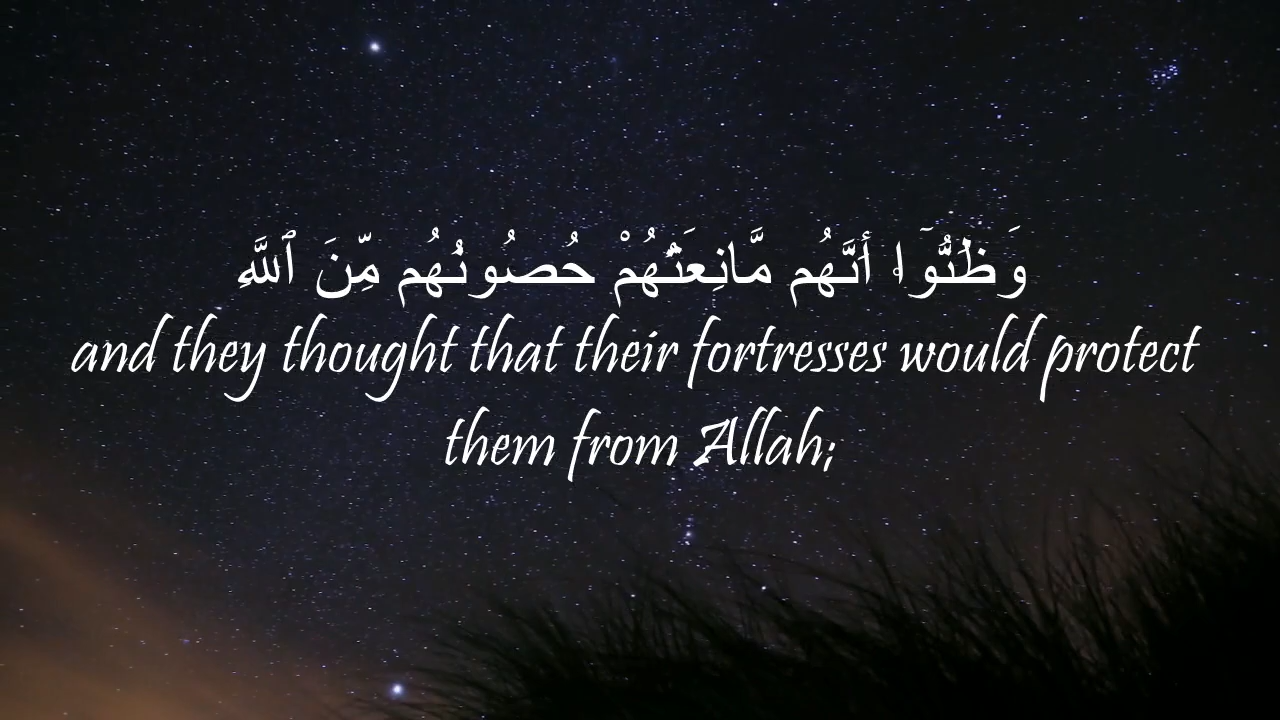 وَظَنُّوٓا۟ أَنَّهُم مَّانِعَتُهُمْ حُصُونُهُم مِّنَ ٱللَّهِ
and they thought that their fortresses would protect
them from Allah;